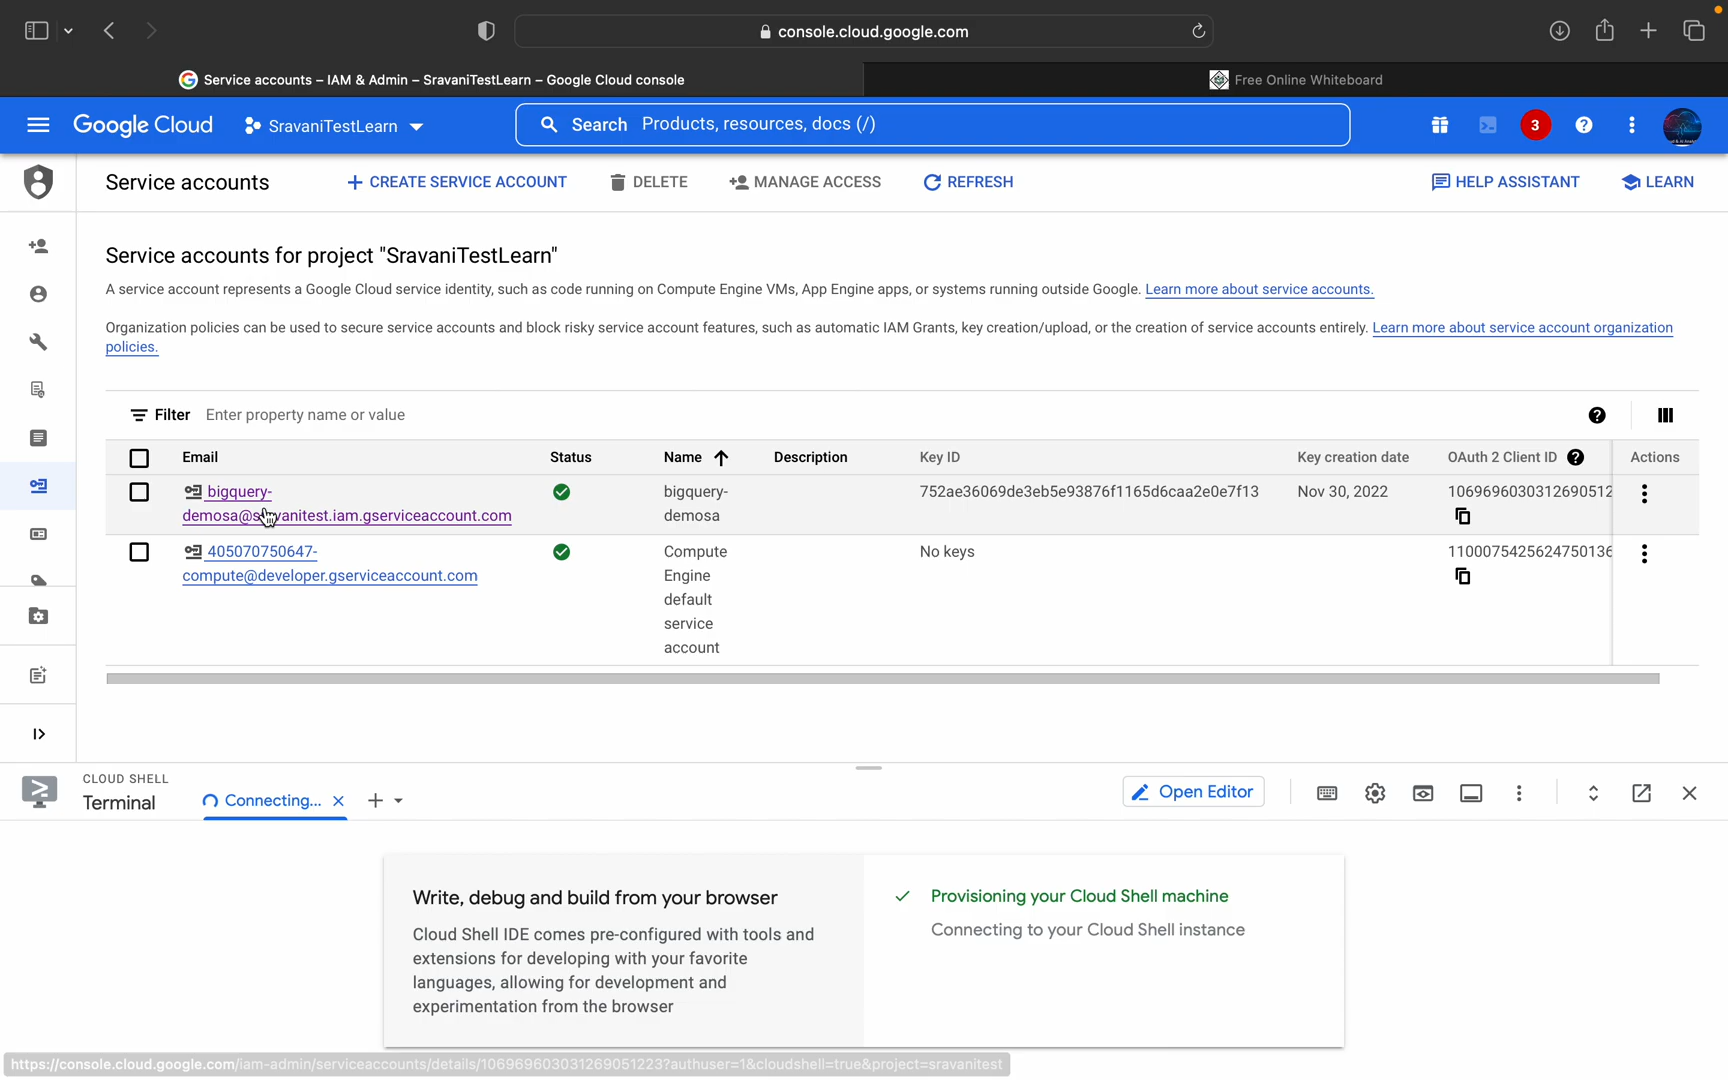 console.cloud.google.com
Service accounts – IAM & Admin – SravaniTestLearn – Google Cloud console
Free Online Whiteboard
Google Cloud
SravaniTestLearn
Search Products, resources, docs (/)
3
Service accounts
CREATE SERVICE ACCOUNT
DELETE
MANAGE ACCESS
REFRESH
HELP ASSISTANT
LEARN
Service accounts for project "SravaniTestLearn"
A service account represents a Google Cloud service identity, such as code running on Compute Engine VMs, App Engine apps, or systems running outside Google. Learn more about service accounts.
Organization policies can be used to secure service accounts and block risky service account features, such as automatic IAM Grants, key creation/upload, or the creation of service accounts entirely. Learn more about service account organization
policies.
Filter Enter property name or value
Email Status Name Description Key ID Key creation date OAuth 2 Client ID Actions
bigquery- bigquery- 752ae36069de3eb5e93876f1165d6caa2e0e7f13 Nov 30, 2022 1069696030312690512
demosa@sravanitest.iam.gserviceaccount.com demosa
405070750647- Compute No keys 1100075425624750136
compute@developer.gserviceaccount.com Engine
default
service
account
CLOUD SHELL
Terminal
Connecting...
Open Editor
Write, debug and build from your browser
Cloud Shell IDE comes pre-configured with tools and
extensions for developing with your favorite
languages, allowing for development and
experimentation from the browser
Provisioning your Cloud Shell machine
Connecting to your Cloud Shell instance
https://console.cloud.google.com/iam-admin/serviceaccounts/details/106969603031269051223?authuser=1&cloudshell=true&project=sravanitest